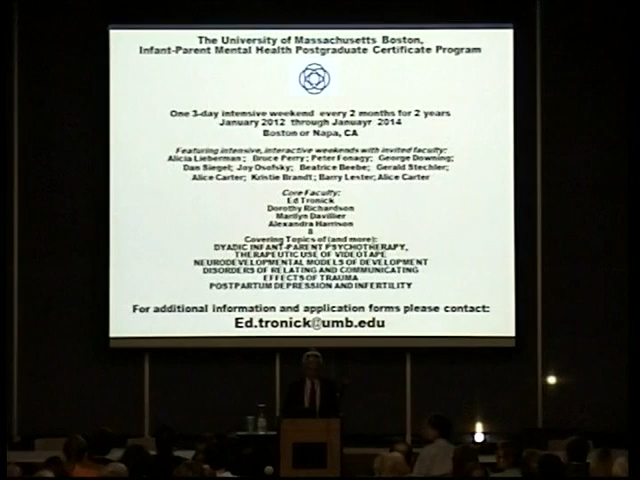 The University of Massachusetts Boston,
Infant-Parent Mental Health Postgraduate Certificate Program
One 3-day intensive weekend every 2 months for 2 years
January 2012 through Januayr 2014
Boston or Napa, CA
Featuring intensive, interactive weekends with invited faculty:
Alicia Lieberman; Bruce Perry; Peter Fonagy; George Downing;
Dan Siegel; Joy Osofsky; Beatrice Beebe; Gerald Stechler;
Alice Carter; Kristie Brandt; Barry Lester; Alice Carter
Core Faculty:
Ed Tronick
Dorothy Richardson
Marilyn Davillier
Alexandra Harrison
&
Covering Topics of (and more):
DYADIC INFANT-PARENT PSYCHOTHERAPY,
THERAPEUTIC USE OF VIDEOTAPE
NEURODEVELOPMENTAL MODELS OF DEVELOPMENT
DISORDERS OF RELATING AND COMMUNICATING
EFFECTS OF TRAUMA
POSTPARTUM DEPRESSION AND INFERTILITY
For additional information and application forms please contact:
Ed.tronick@umb.edu